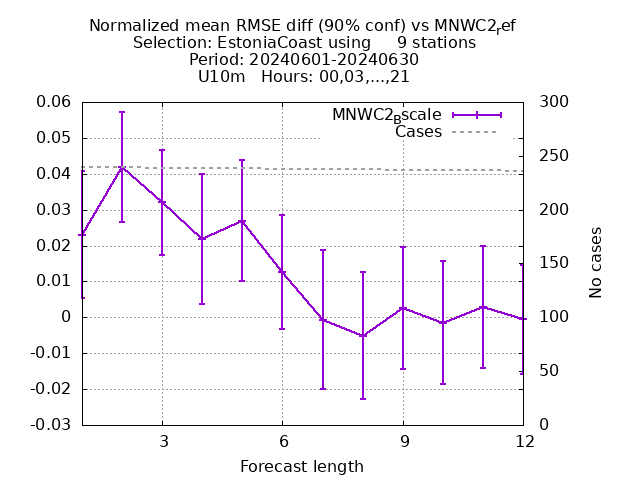 Normalized mean RMSE diff (90% conf) vs MNWC2_ref
Selection: EstoniaCoast using 9 stations
Period: 20240601-20240630
U10m Hours: 00,03,...,21
MNWC2_Bscale
Cases
0.06
0.05
0.04
0.03
0.02
0.01
0
-0.01
-0.02
-0.03
300
250
200
150
100
50
0
No cases
3 6 9 12
Forecast length